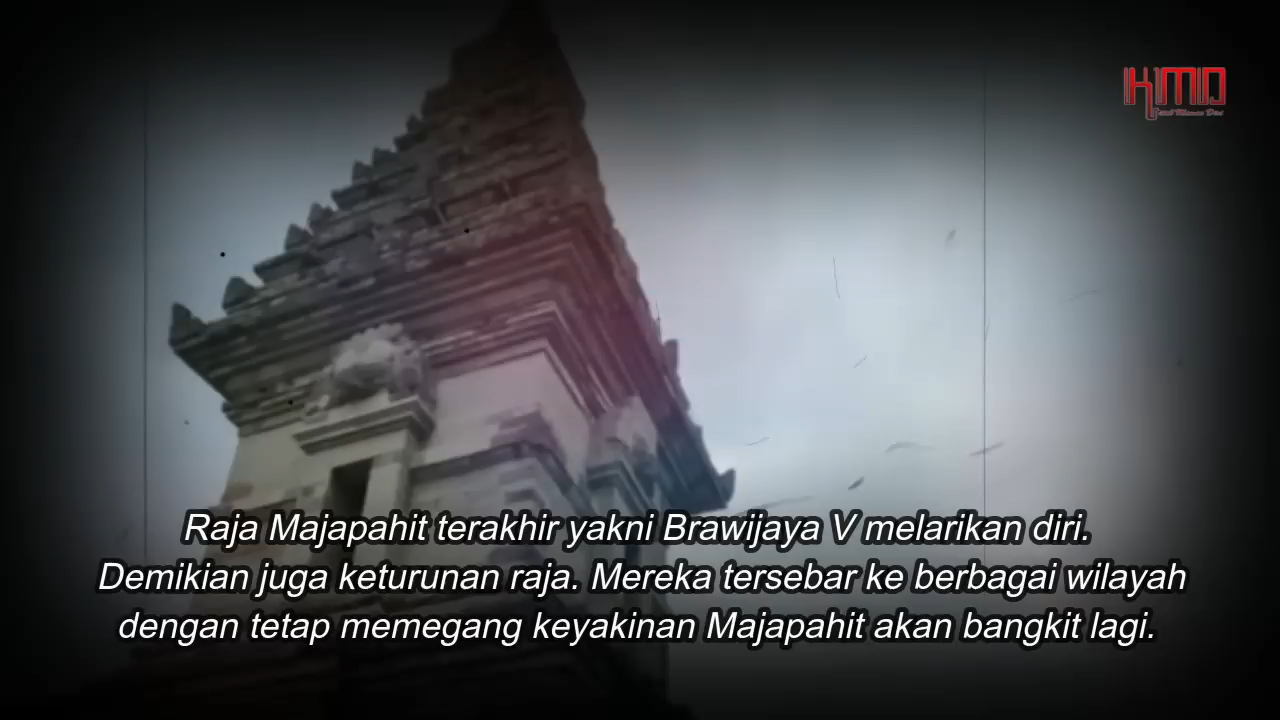 IKIMID
Raja Majapahit terakhir yakni Brawijaya V melarikan diri.
Demikian juga keturunan raja. Mereka tersebar ke berbagai wilayah
dengan tetap memegang keyakinan Majapahit akan bangkit lagi.